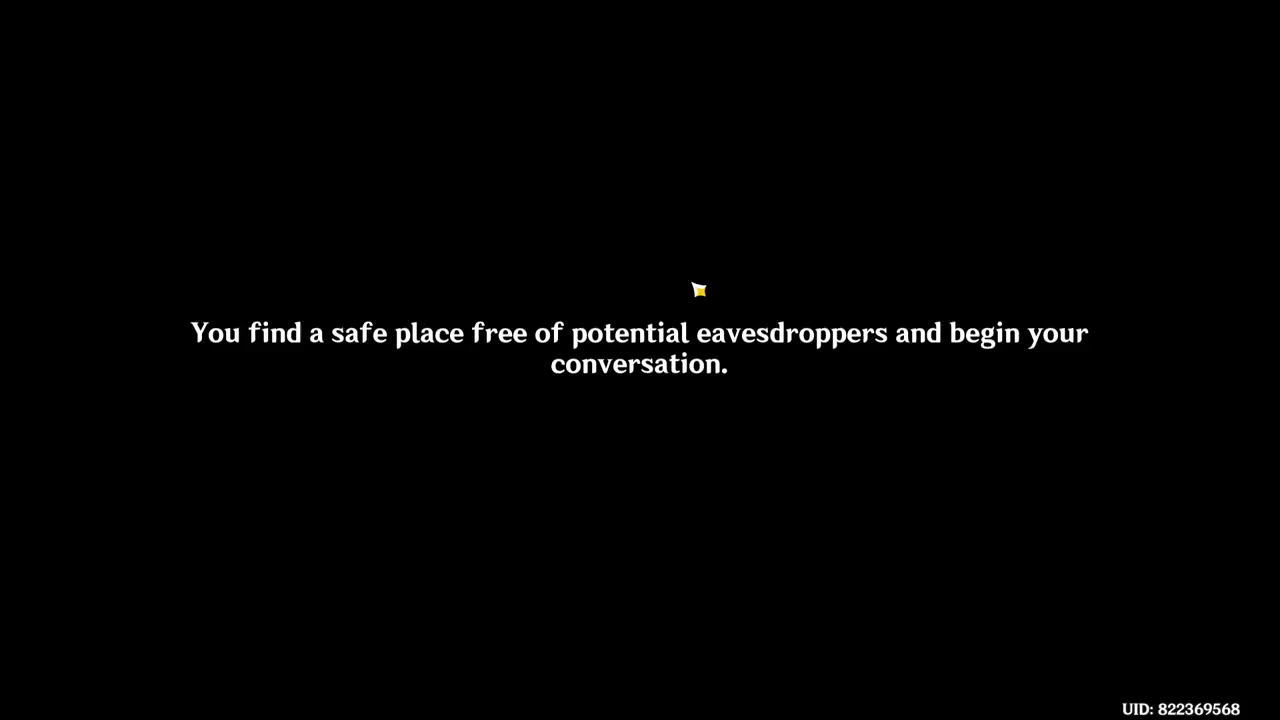 You find a safe place free of potential eavesdroppers and begin your
conversation.
UID: 822369568